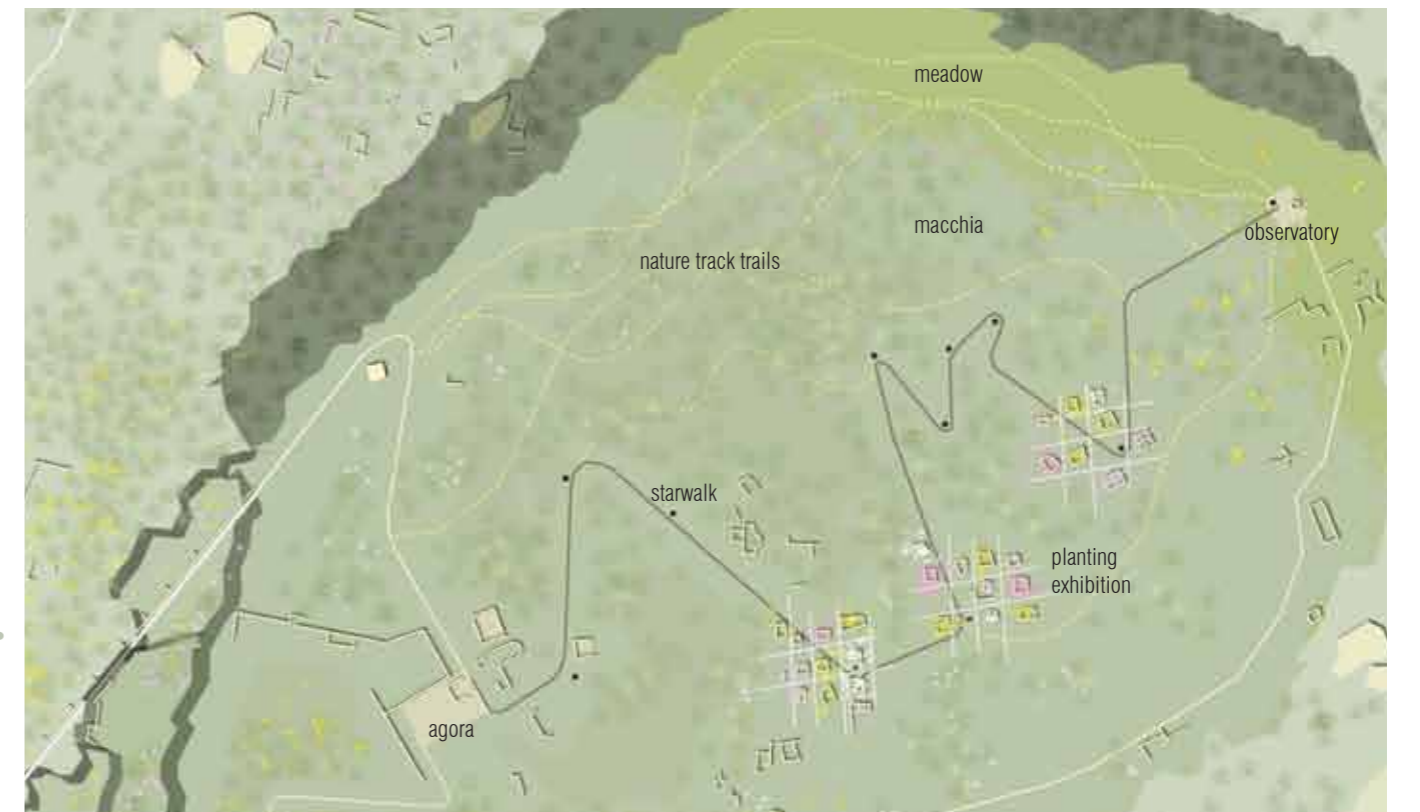 meadow
macchia
observatory
nature track trails
starwalk
planting
exhibition
agora